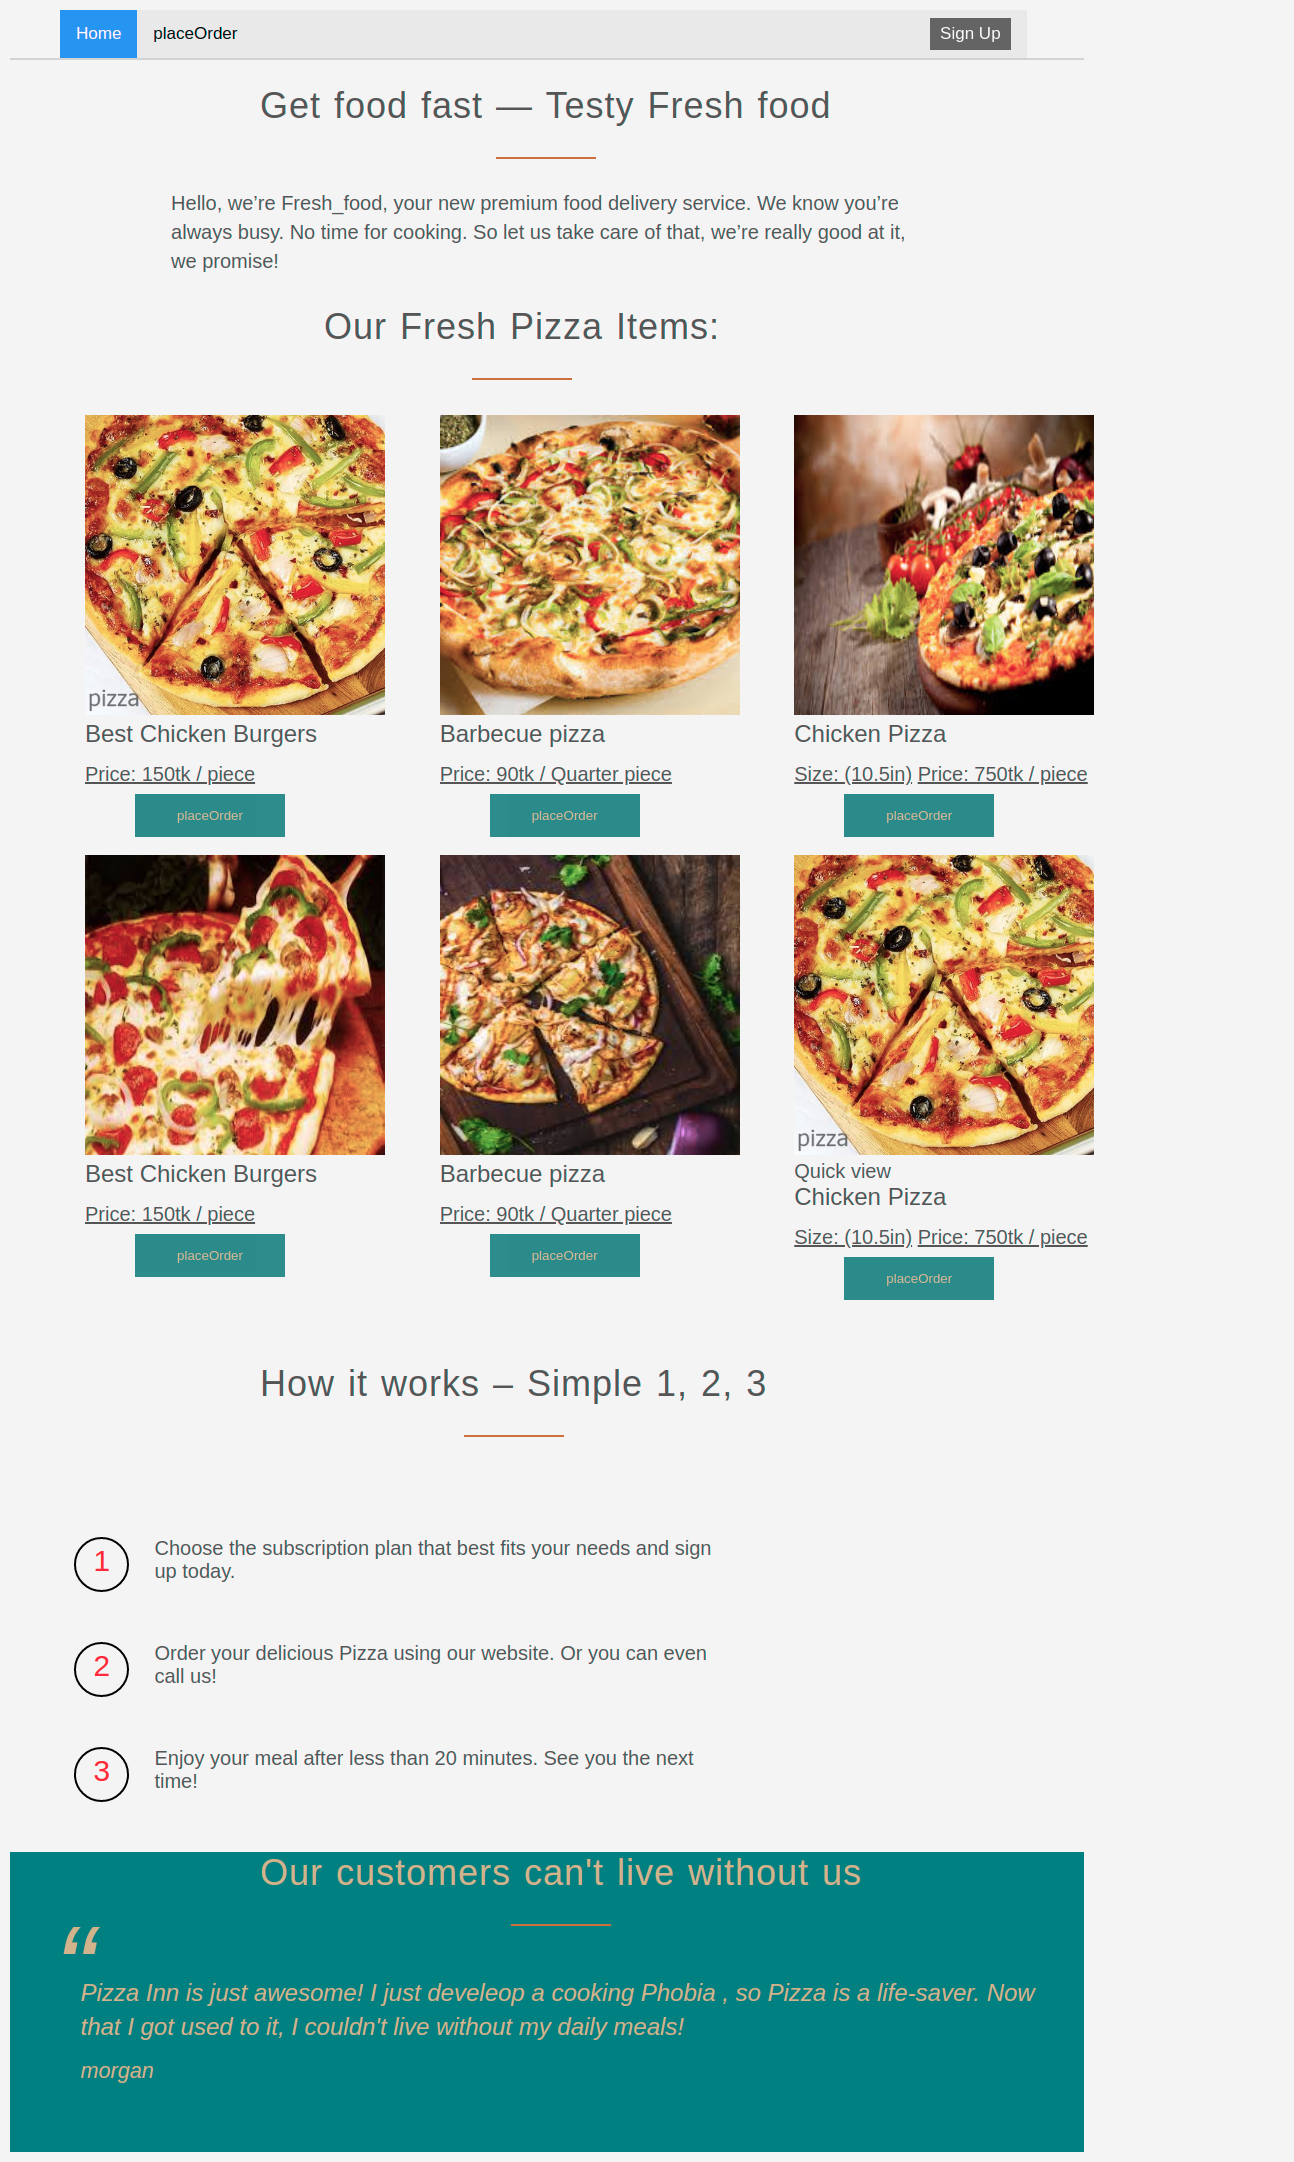 Home placeOrder Sign Up
Get food fast — Testy Fresh food
Hello, we’re Fresh_food, your new premium food delivery service. We know you’re
always busy. No time for cooking. So let us take care of that, we’re really good at it,
we promise!
Our Fresh Pizza Items:
pizza
Best Chicken Burgers
Price: 150tk / piece
placeOrder
Barbecue pizza
Price: 90tk / Quarter piece
placeOrder
Chicken Pizza
Size: (10.5in) Price: 750tk / piece
placeOrder
Best Chicken Burgers
Price: 150tk / piece
placeOrder
Barbecue pizza
Price: 90tk / Quarter piece
placeOrder
pizza
Quick view
Chicken Pizza
Size: (10.5in) Price: 750tk / piece
placeOrder
How it works – Simple 1, 2, 3
1
Choose the subscription plan that best fits your needs and sign
up today.
2
Order your delicious Pizza using our website. Or you can even
call us!
3
Enjoy your meal after less than 20 minutes. See you the next
time!
Our customers can't live without us
“
Pizza Inn is just awesome! I just develeop a cooking Phobia , so Pizza is a life-saver. Now
that I got used to it, I couldn't live without my daily meals!
morgan